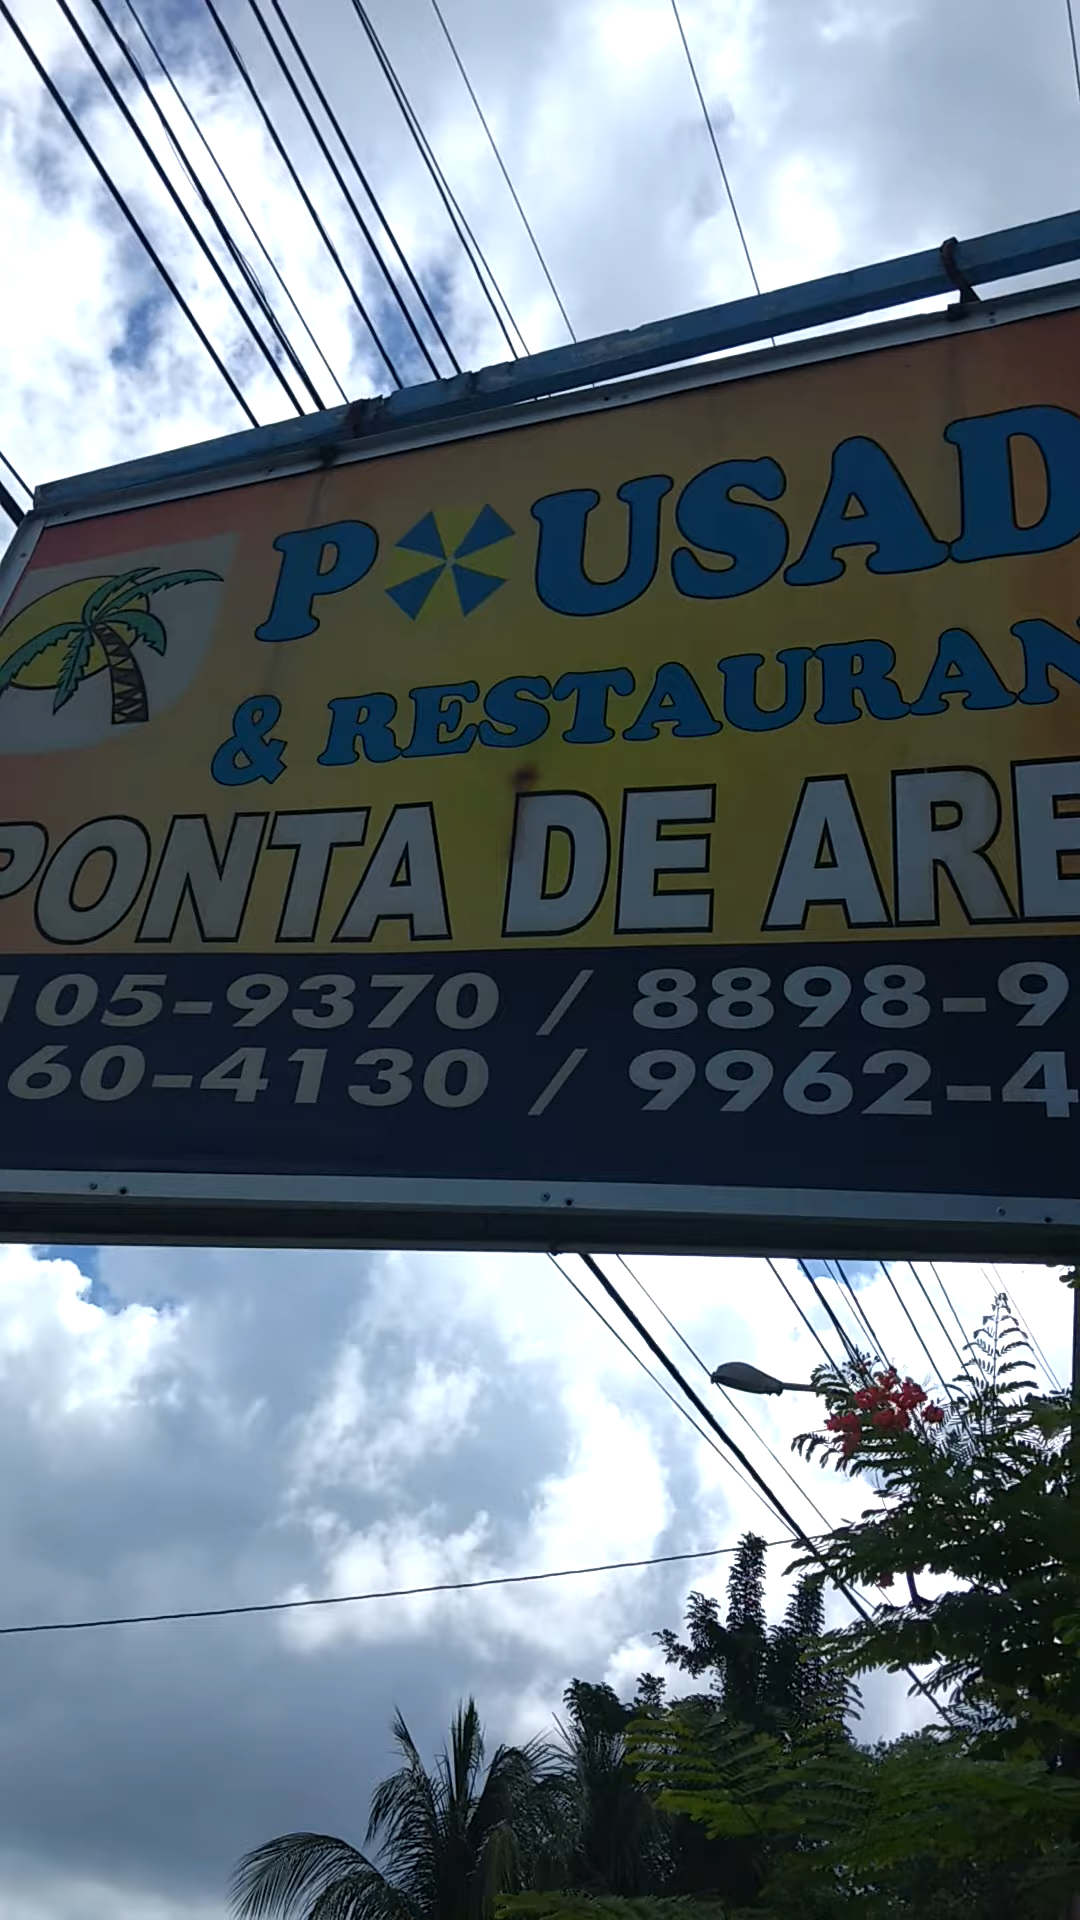 POUSAD
& RESTAURAN
PONTA DE ARE
105-9370 / 8898-9
60-4130 / 9962-4